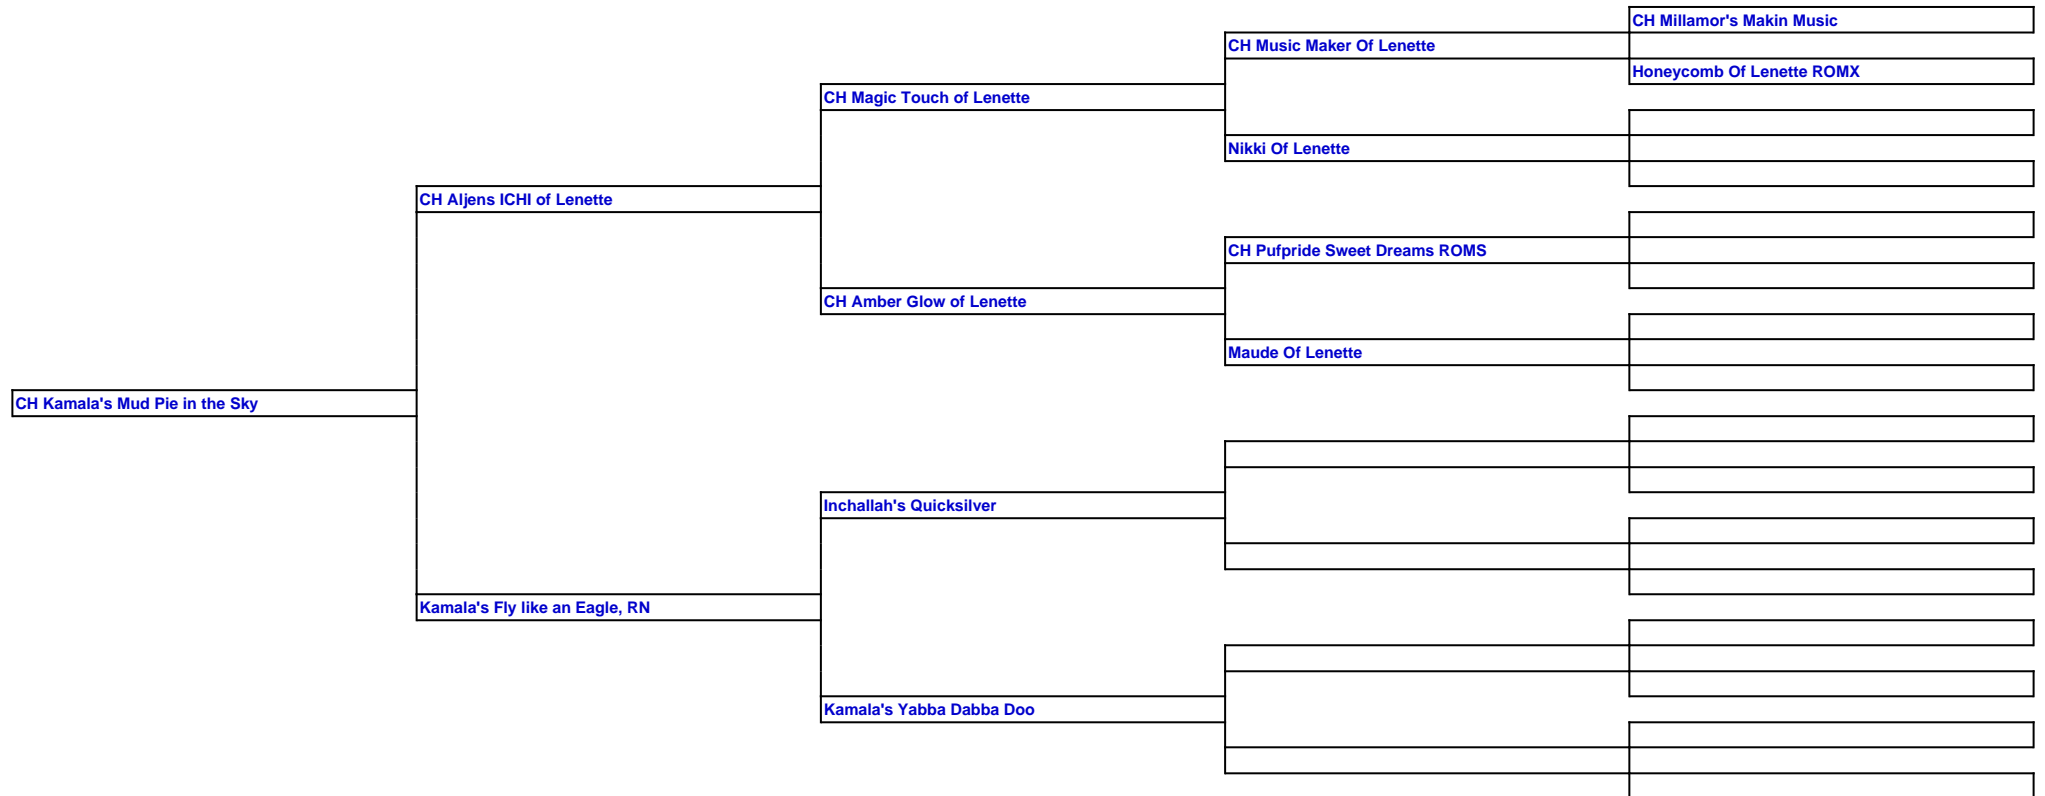 CH Millamor's Makin Music
CH Music Maker Of Lenette
Honeycomb Of Lenette ROMX
CH Magic Touch of Lenette
Nikki Of Lenette
CH Aljens ICHI of Lenette
CH Pufpride Sweet Dreams ROMS
CH Amber Glow of Lenette
Maude Of Lenette
CH Kamala's Mud Pie in the Sky
Inchallah's Quicksilver
Kamala's Fly like an Eagle, RN
Kamala's Yabba Dabba Doo